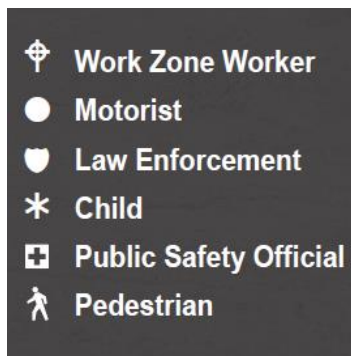 Work Zone Worker
Motorist
Law Enforcement
Child
Public Safety Official
Pedestrian